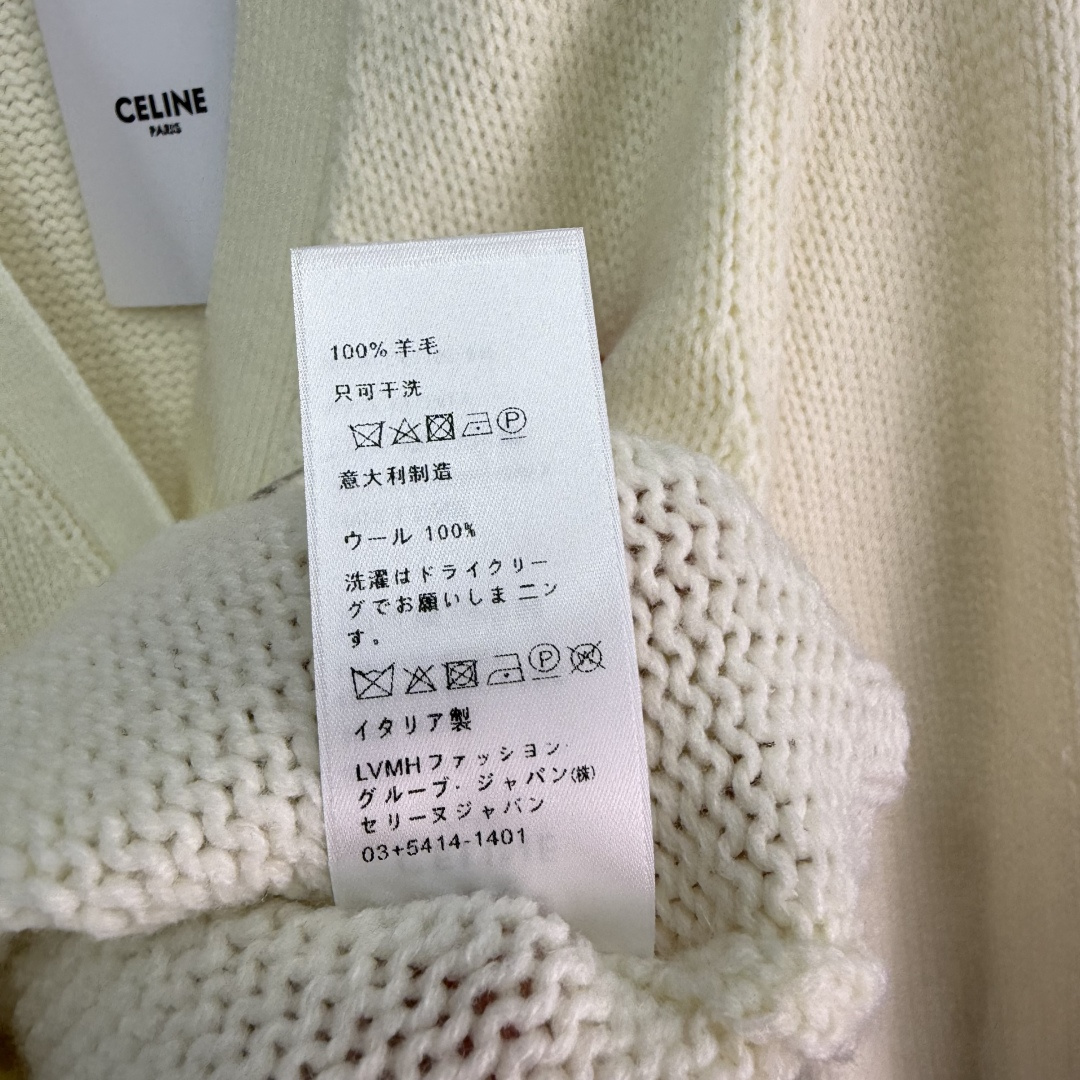 CELINE
PARIS
100% 羊毛
只可干洗
P
意大利制造
ウール 100%
洗濯はドライクリー
グでお願いしま ニン
す。
P W
イタリア製
LVMHファッション·
グループ· ジャパン(株)
セリーヌジャバン
03+5414-1401